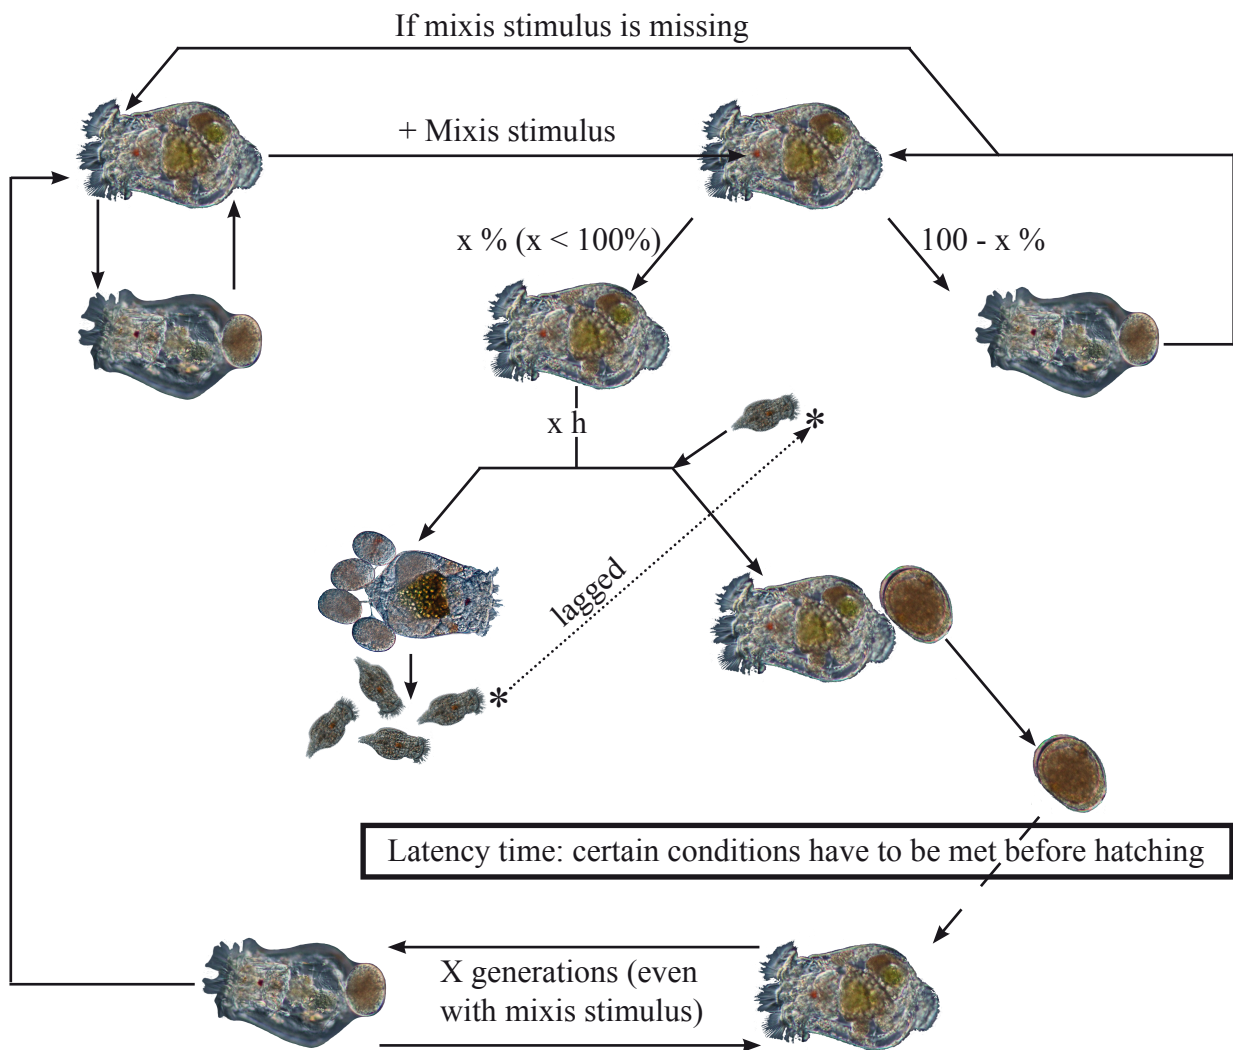 If mixis stimulus is missing
+ Mixis stimulus
x % (x < 100%)
100 - x %
x h
*
lagged
*
Latency time: certain conditions have to be met before hatching
X generations (even
with mixis stimulus)